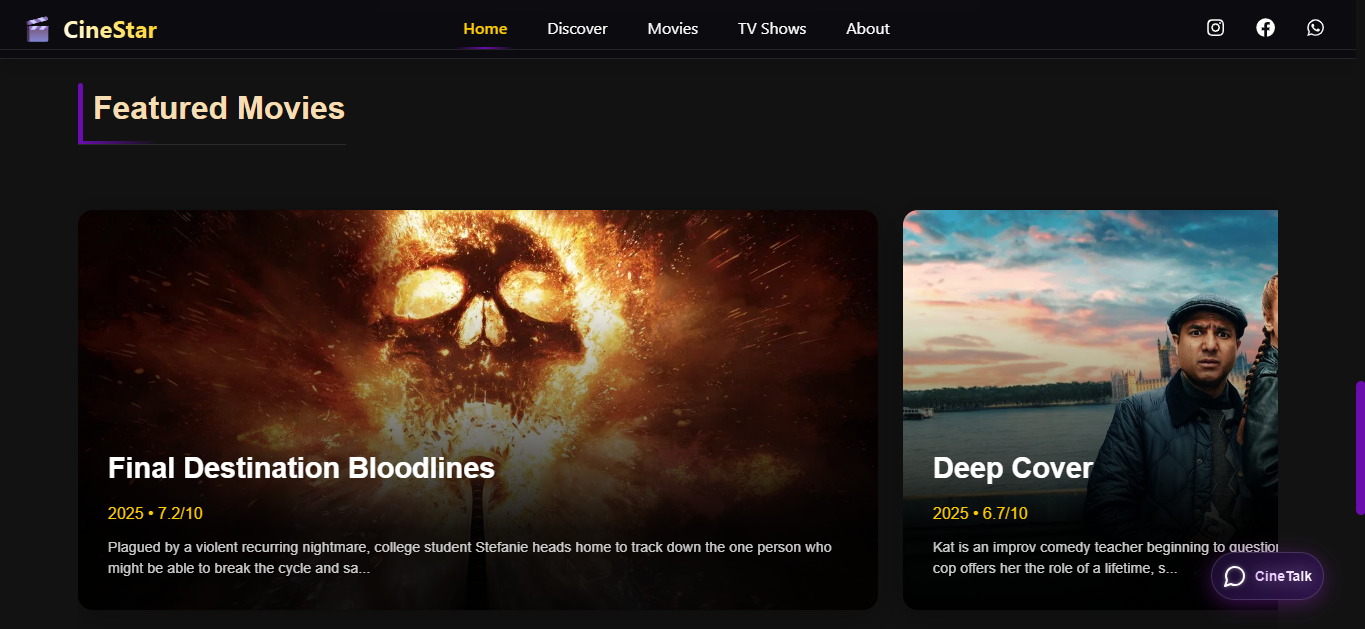 CineStar
Home Discover Movies TV Shows About
Featured Movies
Final Destination Bloodlines
2025 • 7.2/10
Plagued by a violent recurring nightmare, college student Stefanie heads home to track down the one person who
might be able to break the cycle and sa...
Deep Cover
2025 • 6.7/10
Kat is an improv comedy teacher beginning to question
cop offers her the role of a lifetime, s...
CineTalk